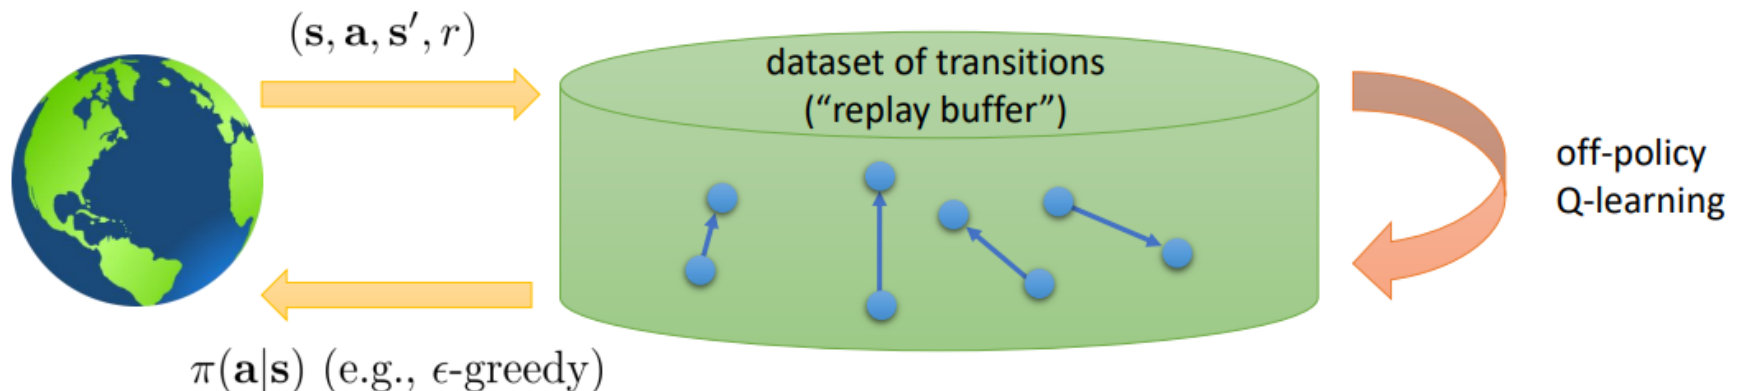 (s, a, s′, r)
dataset of transitions
(“replay buffer”)
off-policy
Q-learning
π(a|s) (e.g., ϵ-greedy)